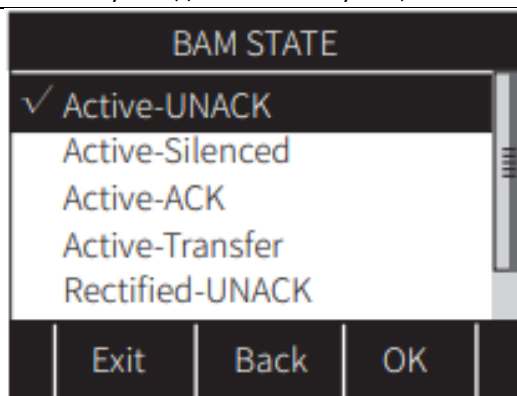 BAM STATE
√ Active-UNACK
Active-Silenced
Active-ACK
Active-Transfer
Rectified-UNACK
Exit Back OK